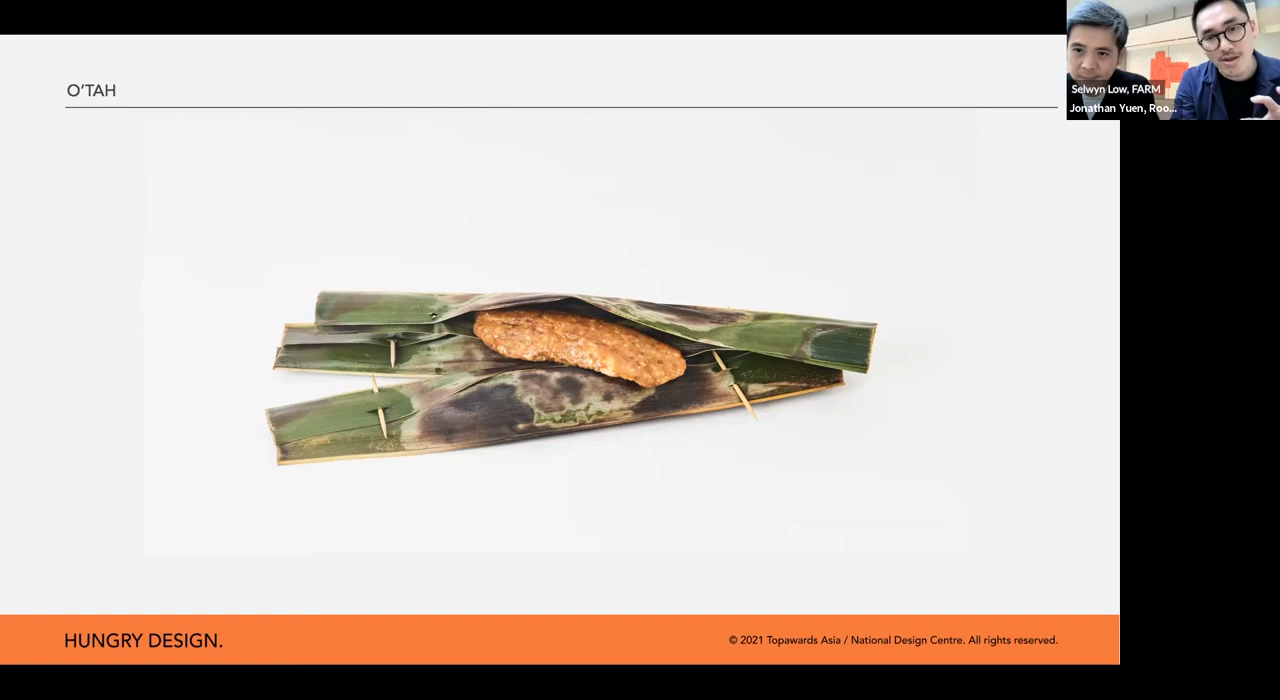 O'TAH
Selwyn Low, FARM
Jonathan Yuen, Roo...
HUNGRY DESIGN.
© 2021 Topawards Asia / National Design Centre. All rights reserved.